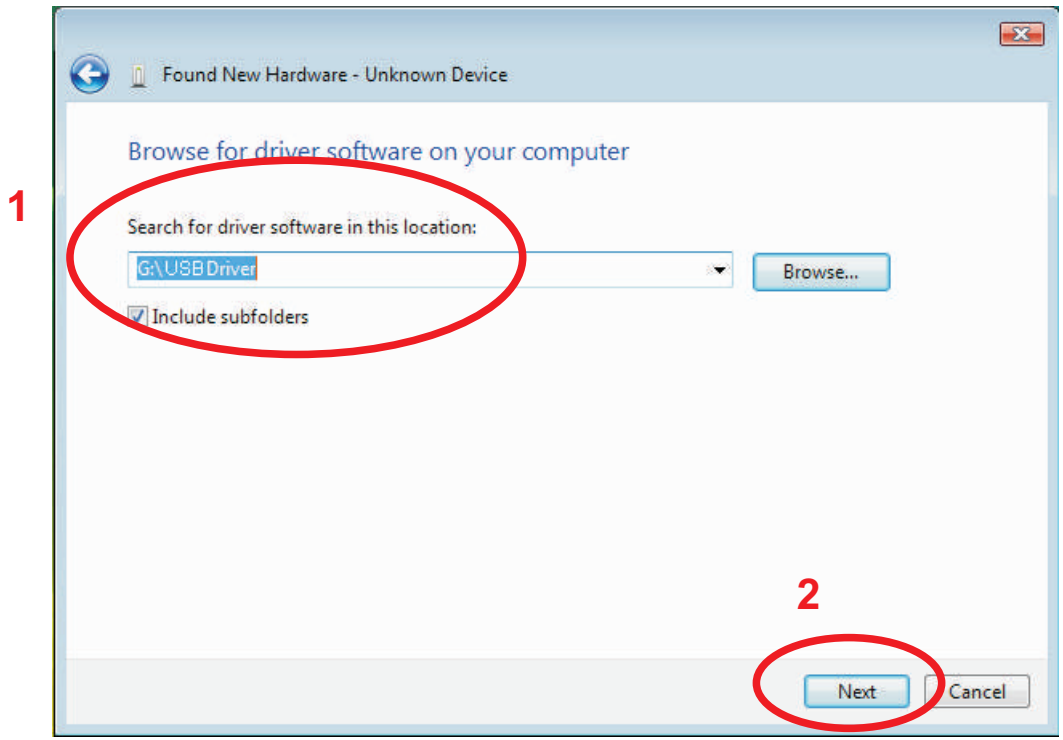 Found New Hardware - Unknown Device
Browse for driver software on your computer
1
Search for driver software in this location:
G:\USBDriver
Browse...
Include subfolders
2
Next
Cancel